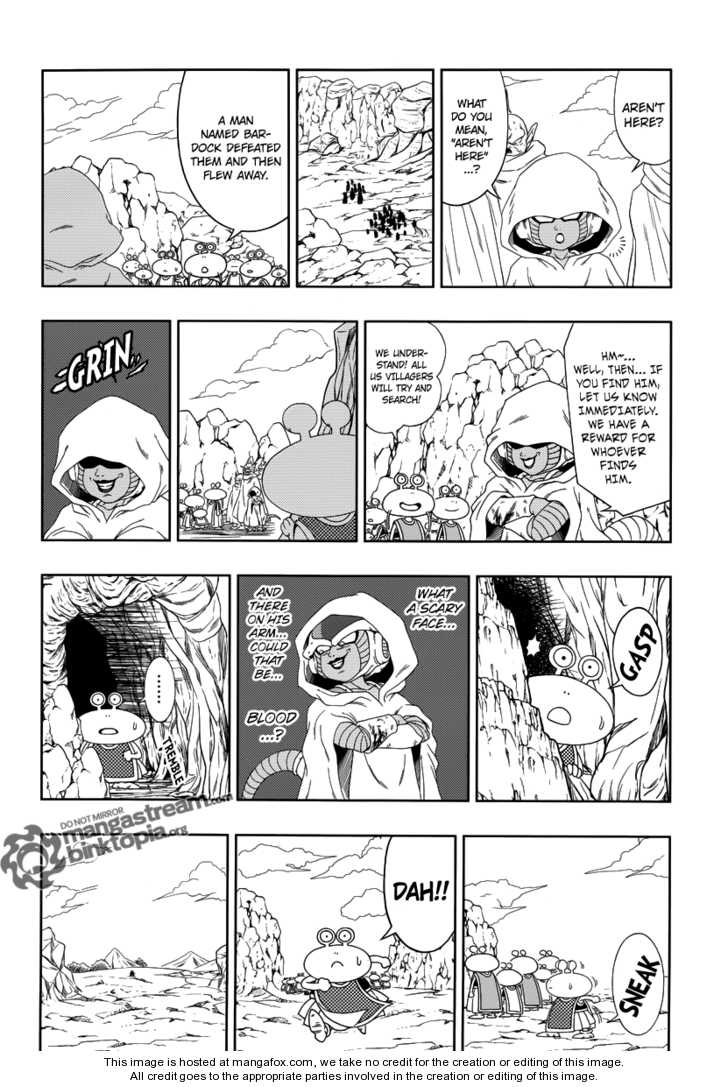 AREN'T
HERE?
WHAT
DO YOU
MEAN,
"AREN'T
HERE"
...?
A MAN
NAMED BAR-
DOCK DEFEATED
THEM AND THEN
FLEW AWAY.
HM~...
WELL, THEN... IF
YOU FIND HIM,
LET US KNOW
IMMEDIATELY.
WE HAVE A
REWARD FOR
WHOEVER
FINDS
HIM.
WE UNDER-
STAND! ALL
US VILLAGERS
WILL TRY AND
SEARCH!
GRIN
GASP
WHAT
A SCARY
FACE...
AND
THERE
ON HIS
ARM...
COULD
THAT
BE...
BLOOD
...?
......
TREMBLE
SNEAK
DAH!!
DO NOT MIRROR
mangastream.com
binktopia.org
This image is hosted at mangafox.com, we take no credit for the creation or editing of this image.
All credit goes to the appropriate parties involved in the creation or editing of this image.